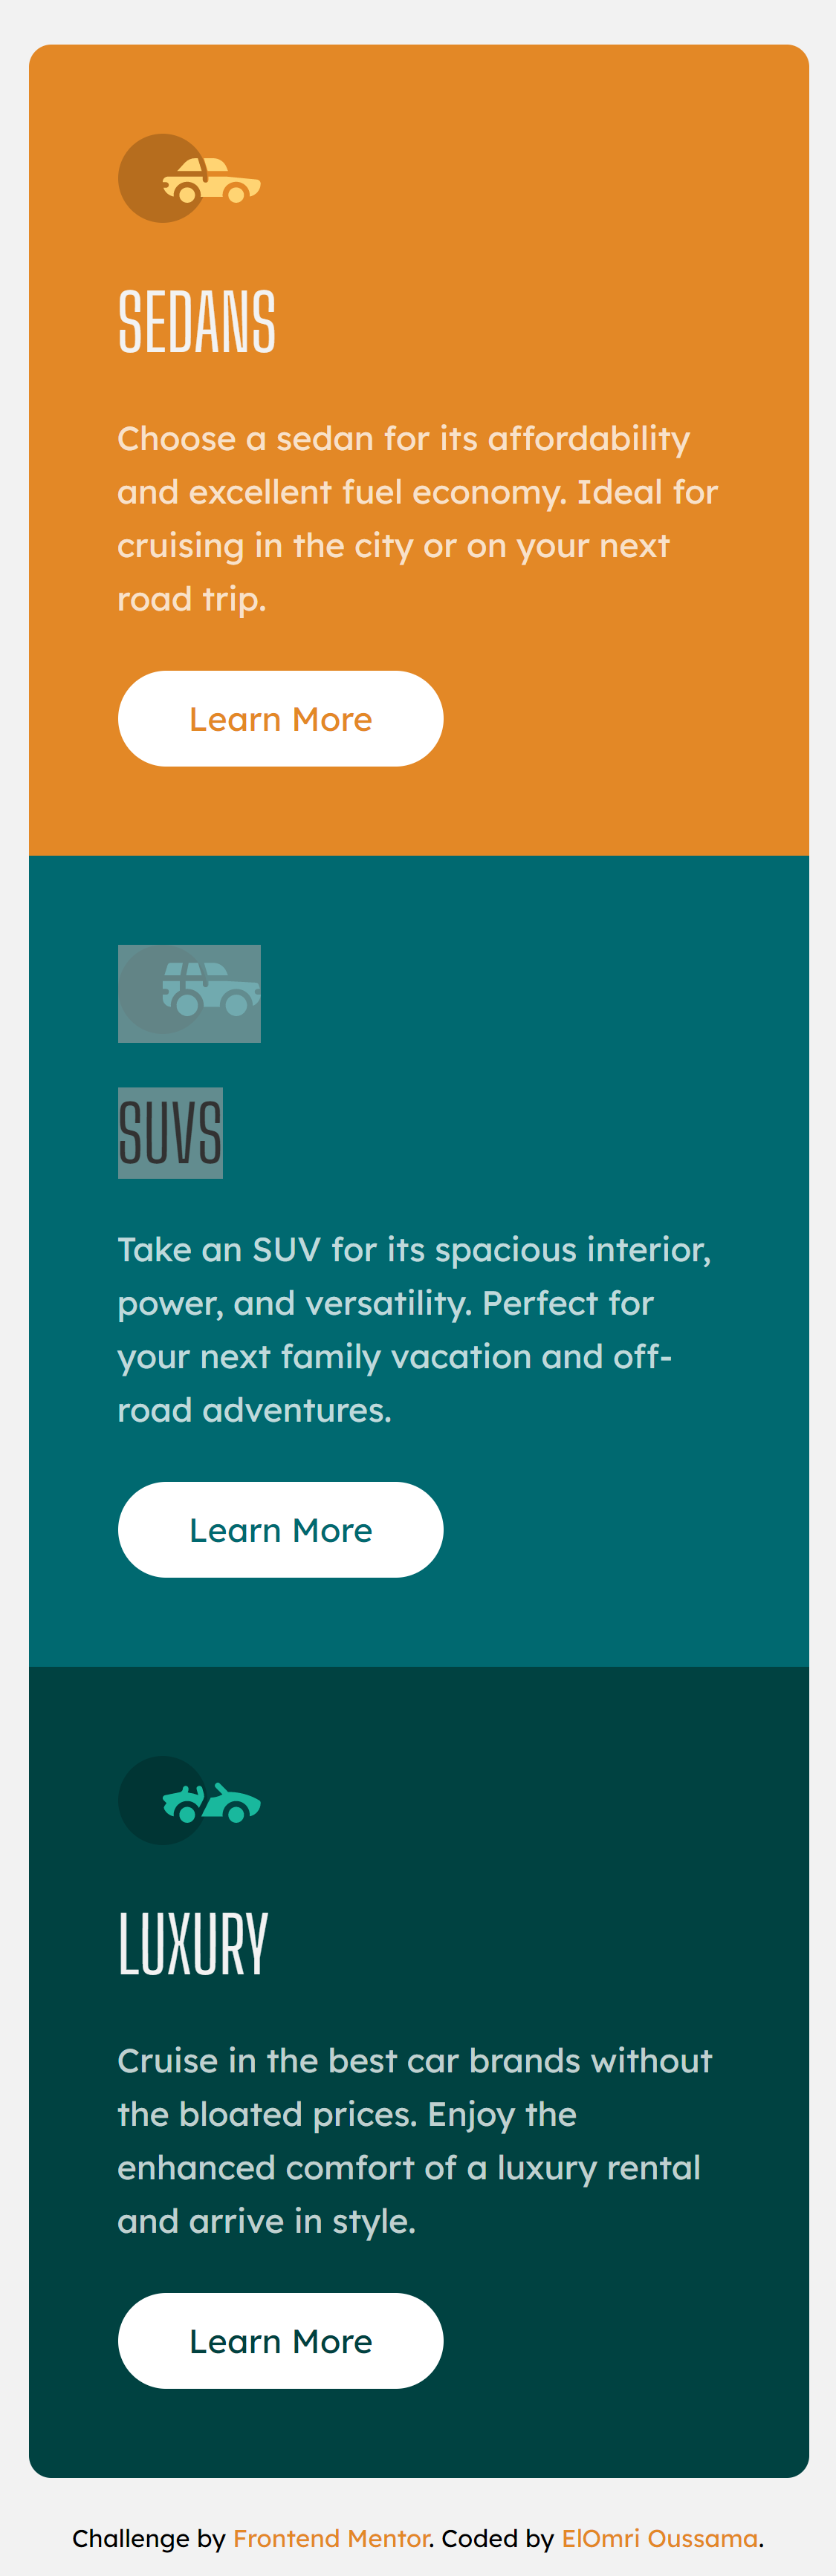 SEDANS
Choose a sedan for its affordability
and excellent fuel economy. Ideal for
cruising in the city or on your next
road trip.
Learn More
SUVS
Take an SUV for its spacious interior,
power, and versatility. Perfect for
your next family vacation and off-
road adventures.
Learn More
LUXURY
Cruise in the best car brands without
the bloated prices. Enjoy the
enhanced comfort of a luxury rental
and arrive in style.
Learn More
Challenge by Frontend Mentor. Coded by ElOmri Oussama.